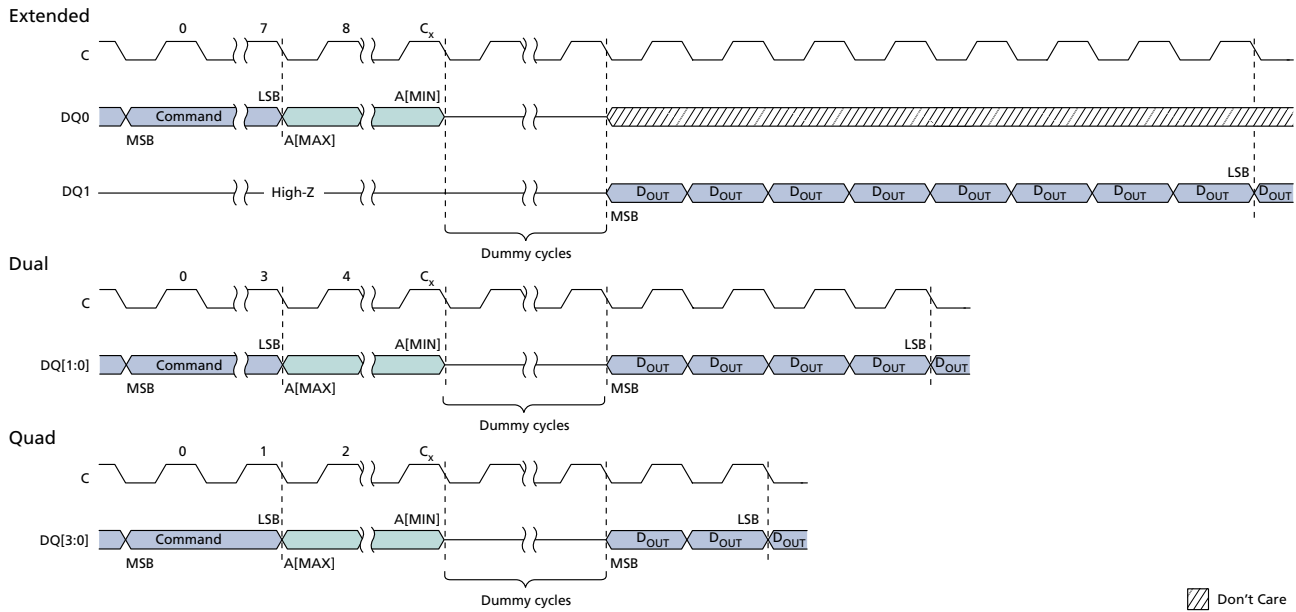 Extended
0 7 8 Cx
C
LSB A[MIN]
DQ0 Command
MSB A[MAX]
LSB
DQ1 High-Z DOUT DOUT DOUT DOUT DOUT DOUT DOUT DOUT DOUT
MSB
Dummy cycles
Dual
0 3 4 Cx
C
LSB A[MIN] LSB
DQ[1:0] Command DOUT DOUT DOUT DOUT DOUT
MSB A[MAX] MSB
Dummy cycles
Quad
0 1 2 Cx
C
LSB A[MIN] LSB
DQ[3:0] Command DOUT DOUT DOUT
MSB A[MAX] MSB
Dummy cycles
Don't Care